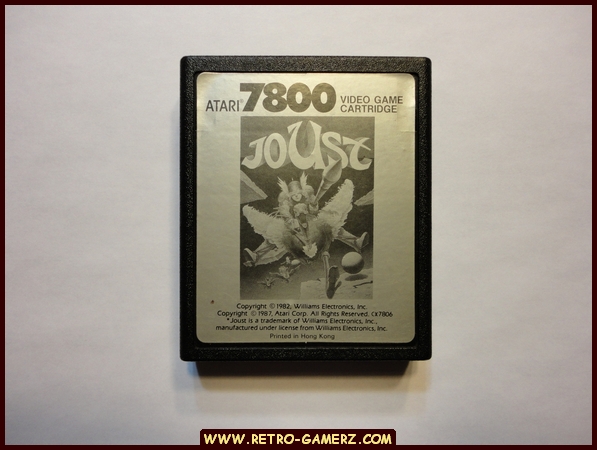 ATARI® 7800 VIDEO GAME
CARTRIDGE
JOUST
Copyright © 1982, Williams Electronics, Inc.
Copyright © 1987, Atari Corp. All Rights Reserved. CX7806
*Joust is a trademark of Williams Electronics, Inc.,
manufactured under license from Williams Electronics, Inc.
Printed in Hong Kong
WWW.RETRO-GAMERZ.COM